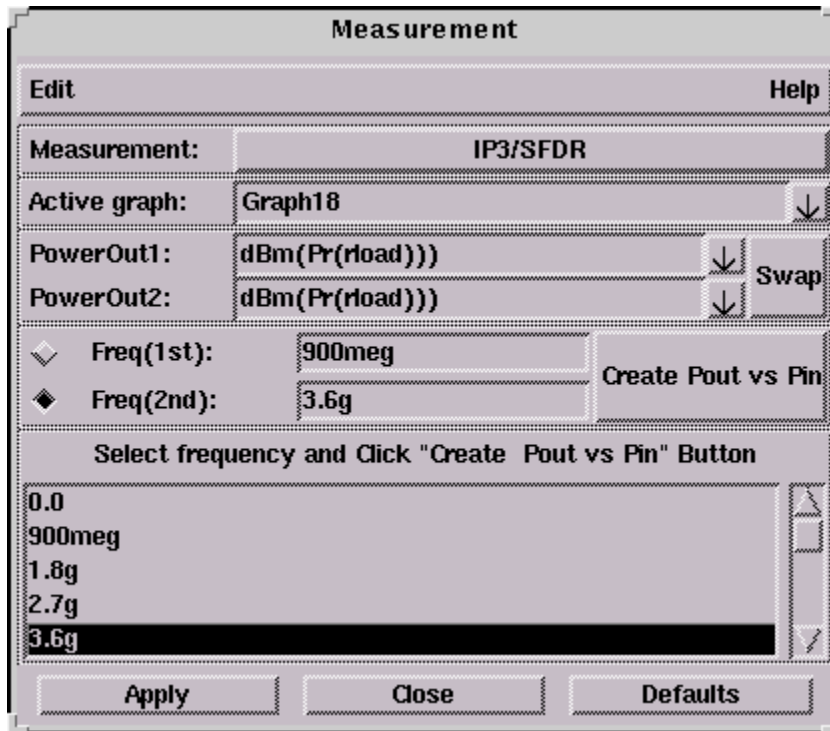 Measurement
Edit Help
Measurement: IP3/SFDR
Active graph: Graph18
PowerOut1: dBm(Pr(rload)))
PowerOut2: dBm(Pr(rload)))
Swap
Freq(1st): 900meg
Freq(2nd): 3.6g
Create Pout vs Pin
Select frequency and Click "Create Pout vs Pin" Button
0.0
900meg
1.8g
2.7g
3.6g
Apply Close Defaults